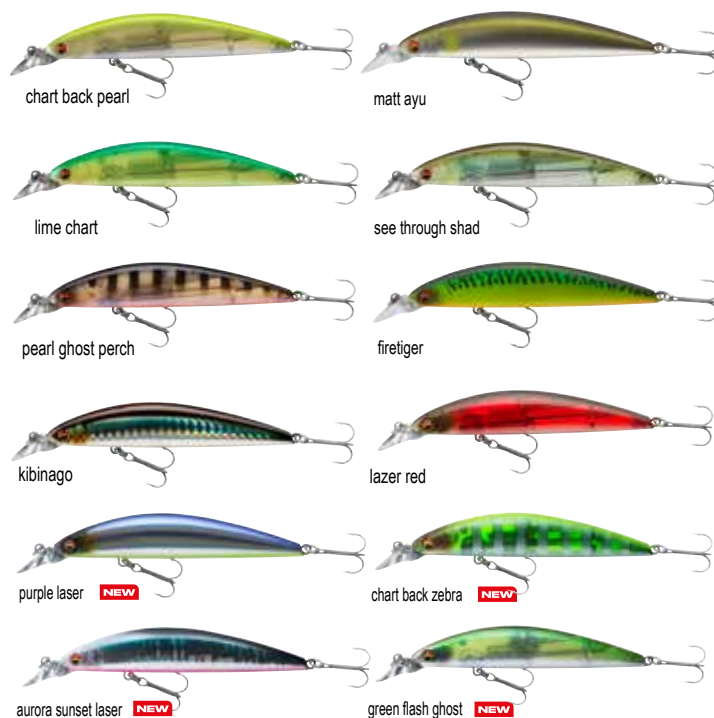 chart back pearl
matt ayu
lime chart
see through shad
pearl ghost perch
firetiger
kibinago
lazer red
purple laser NEW
chart back zebra NEW
aurora sunset laser NEW
green flash ghost NEW